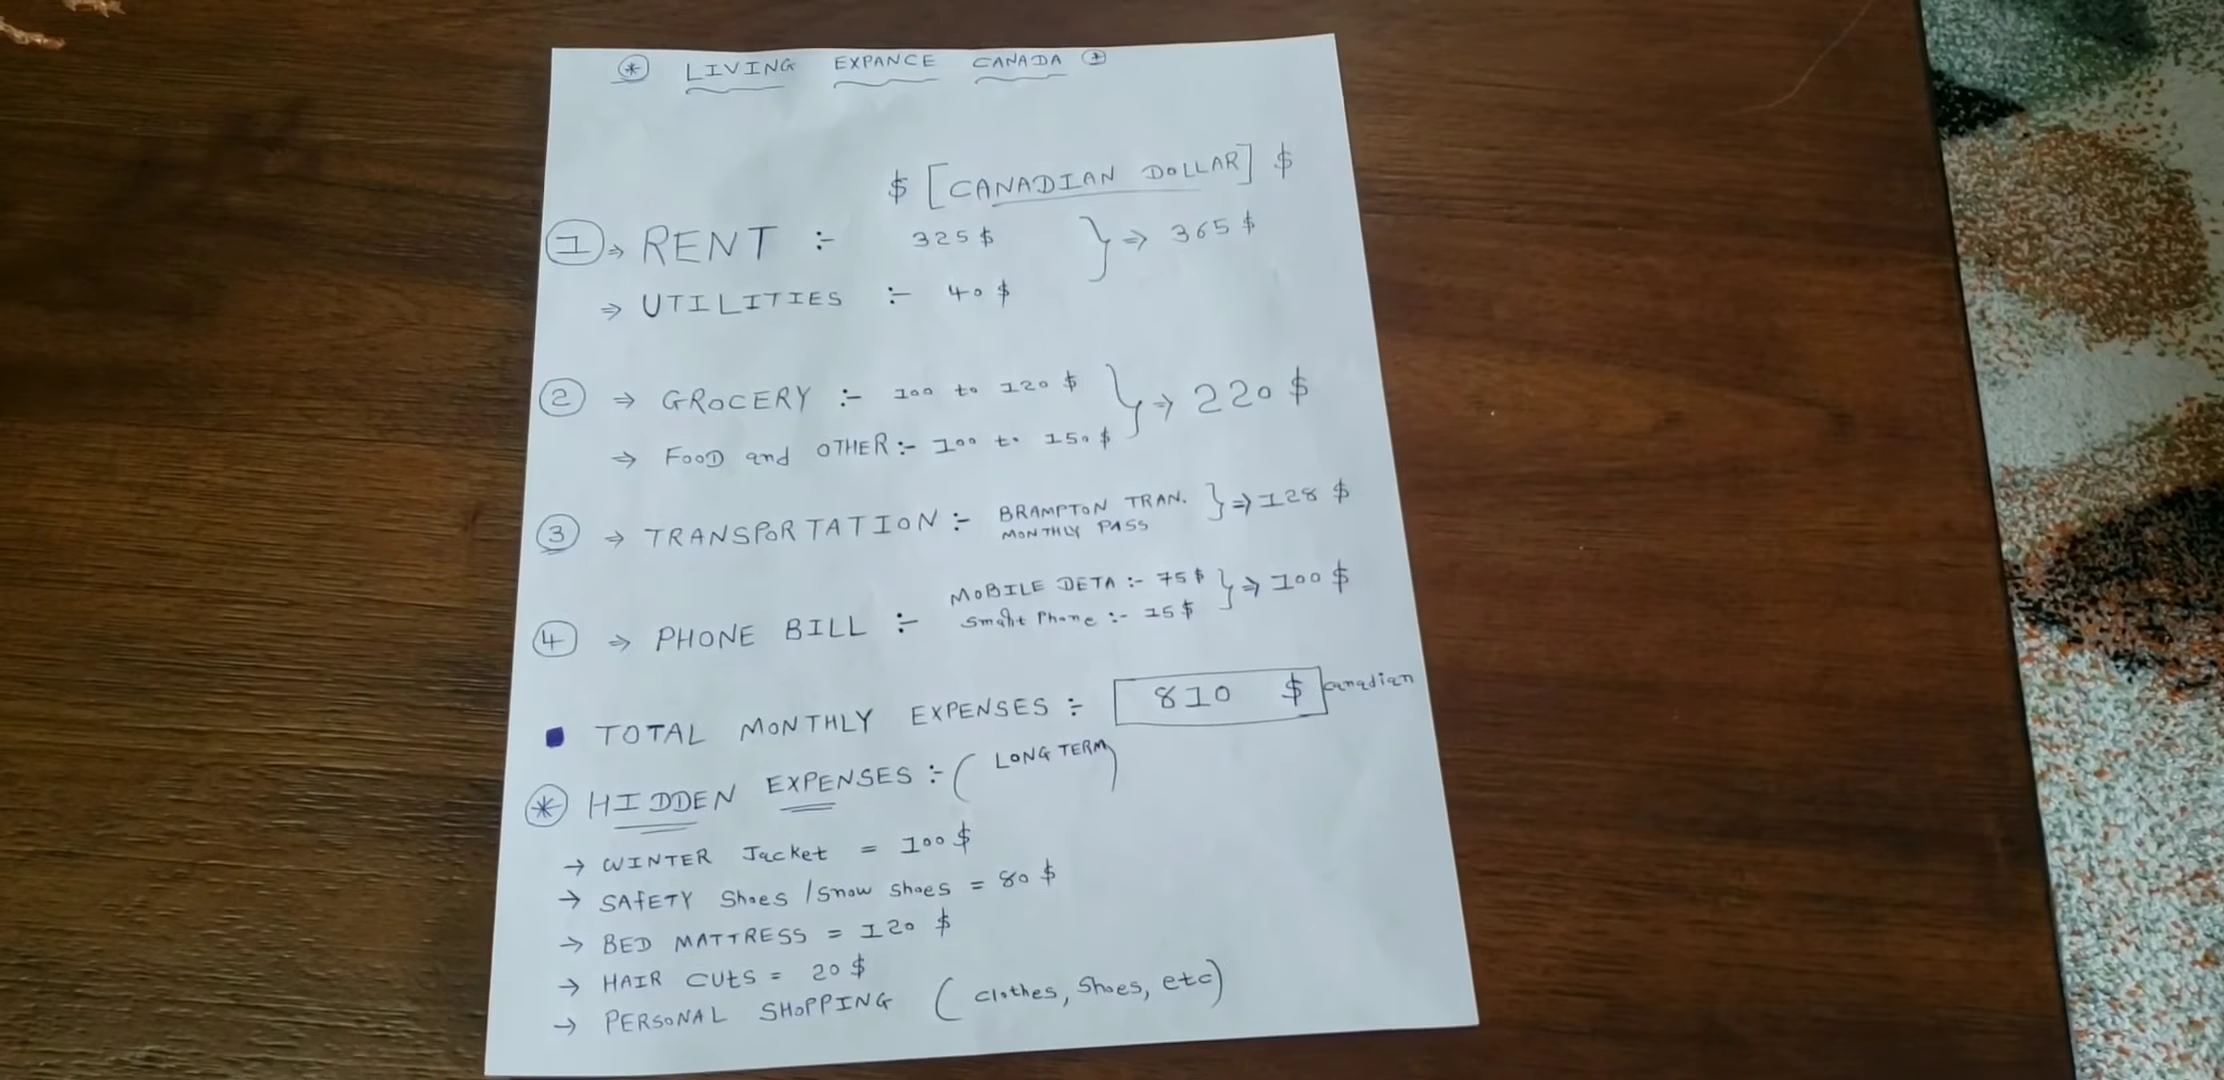 * LIVING EXPANCE CANADA *
$ [CANADIAN DOLLAR] $
1 ⇒ RENT :- 325$ } ⇒ 365$
⇒ UTILITIES :- 40$
2 ⇒ GROCERY :- 100 to 120$ } ⇒ 220$
⇒ FOOD and OTHER :- 100 to 150$
3 ⇒ TRANSPORTATION :- BRAMPTON TRAN. } ⇒ 128$
MONTHLY PASS
MOBILE DETA :- 75$ } ⇒ 100$
4 ⇒ PHONE BILL :- Smart Phone :- 15$
TOTAL MONTHLY EXPENSES :- 810 $ canadian
* HIDDEN EXPENSES :- (LONG TERM)
→ WINTER Jacket = 100$
→ SAFETY Shoes / Snow shoes = 80$
→ BED MATTRESS = 120$
→ HAIR CUtS = 20$
→ PERSONAL SHOPPING (clothes, Shoes, etc)